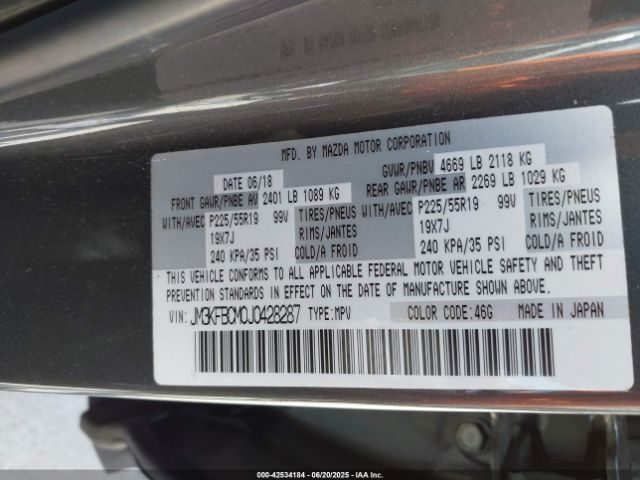 MFD. BY MAZDA MOTOR CORPORATION
DATE 06/18 GVWR/PNBV 4669 LB 2118 KG
FRONT GAWR/PNBE AV 2401 LB 1089 KG REAR GAWR/PNBE AR 2269 LB 1029 KG
WITH/AVEC P225/55R19 99V TIRES/PNEUS WITH/AVEC P225/55R19 99V TIRES/PNEUS
19X7J RIMS/JANTES 19X7J RIMS/JANTES
240 KPA/35 PSI COLD/A FROID 240 KPA/35 PSI COLD/A FROID
THIS VEHICLE CONFORMS TO ALL APPLICABLE FEDERAL MOTOR VEHICLE SAFETY AND THEFT
PREVENTION STANDARDS IN EFFECT ON THE DATE OF MANUFACTURE SHOWN ABOVE.
VIN: JM3KFBCM0J0428287 TYPE: MPV COLOR CODE: 46G MADE IN JAPAN
000-42534184 - 06/20/2025 - IAA Corp.